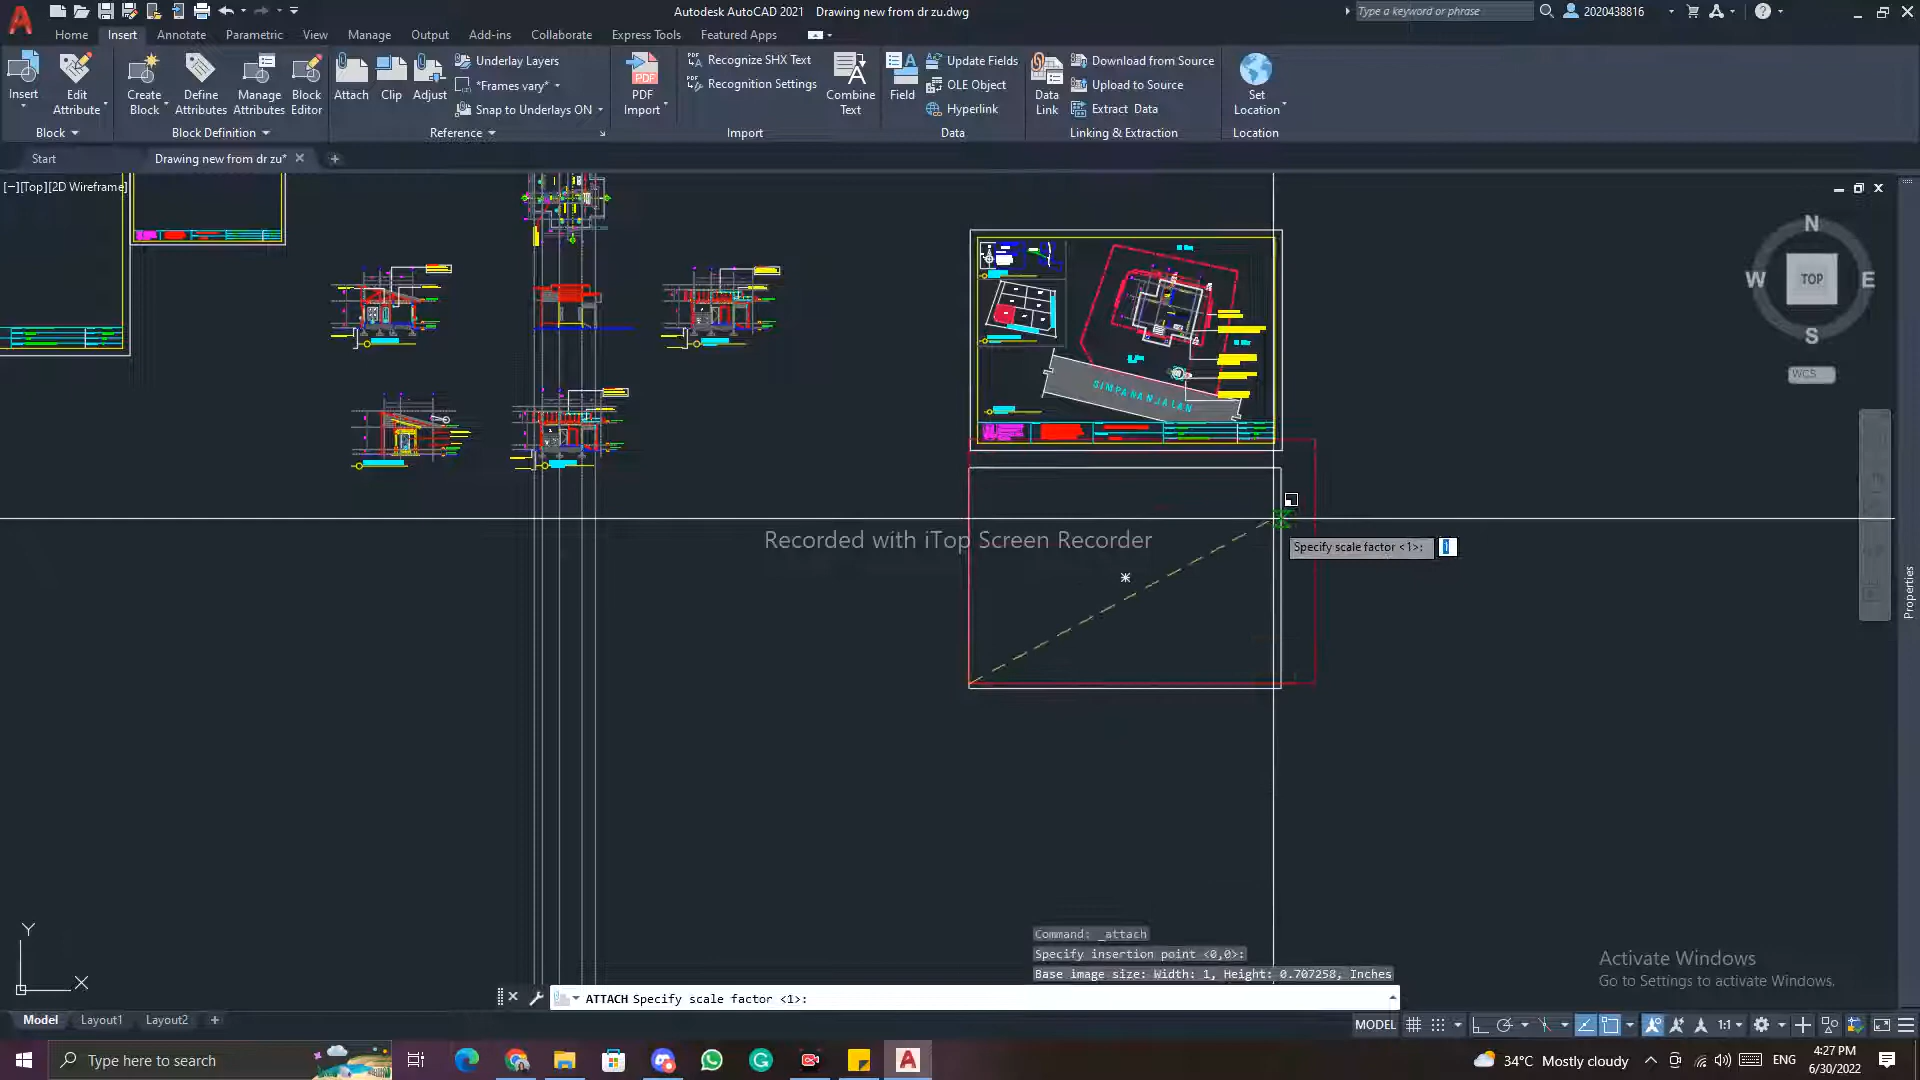 Autodesk AutoCAD 2021 Drawing new from dr zu.dwg
Type a keyword or phrase
2020438816
Home Insert Annotate Parametric View Manage Output Add-ins Collaborate Express Tools Featured Apps
Insert
Edit Attribute
Create Block
Define Attributes
Manage Attributes
Block Editor
Attach
Clip
Adjust
Underlay Layers
*Frames vary*
Snap to Underlays ON
PDF Import
Recognize SHX Text
Recognition Settings
Combine Text
Field
Update Fields
OLE Object
Hyperlink
Data Link
Download from Source
Upload to Source
Extract Data
Set Location
Block
Block Definition
Reference
Import
Data
Linking & Extraction
Location
Start
Drawing new from dr zu*
[−][Top][2D Wireframe]
N
W TOP E
S
WCS
SIMPANAN JALAN
Recorded with iTop Screen Recorder
Specify scale factor <1>: 1
Properties
Y
X
Command: _attach
Specify insertion point <0,0>:
Base image size: Width: 1, Height: 0.707258, Inches
ATTACH Specify scale factor <1>:
Activate Windows
Go to Settings to activate Windows.
Model Layout1 Layout2
MODEL
1:1
Type here to search
34°C Mostly cloudy
ENG
4:27 PM
6/30/2022